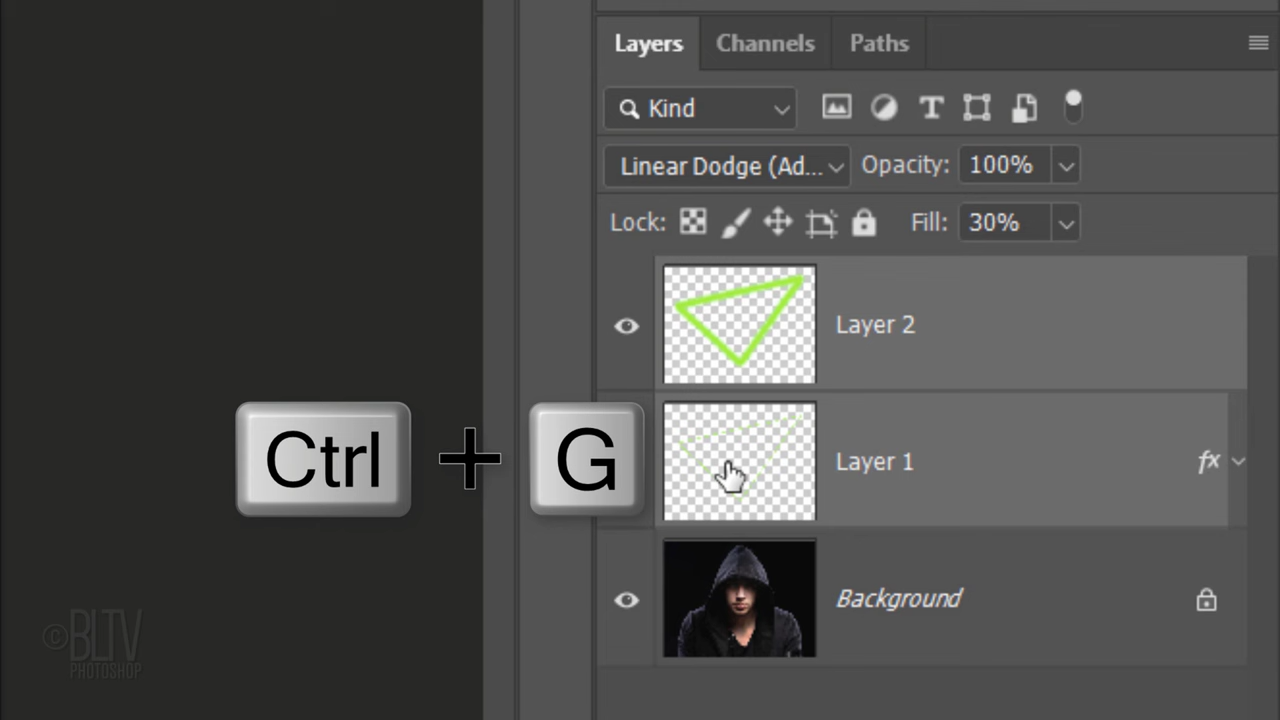 Layers Channels Paths
Kind
Linear Dodge (Ad... Opacity: 100%
Lock: Fill: 30%
Layer 2
Ctrl + G
Layer 1 fx
Background
©BLTV
PHOTOSHOP